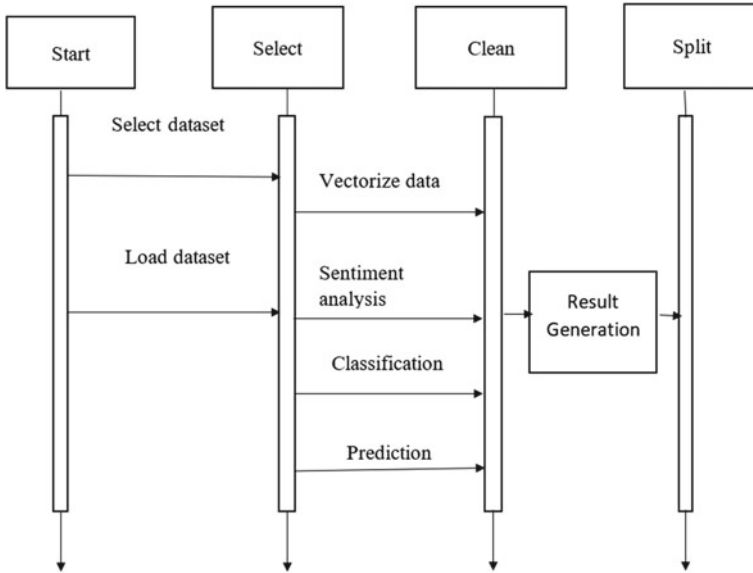 Start
Select
Clean
Split
Select dataset
Vectorize data
Load dataset
Sentiment
analysis
Result
Generation
Classification
Prediction